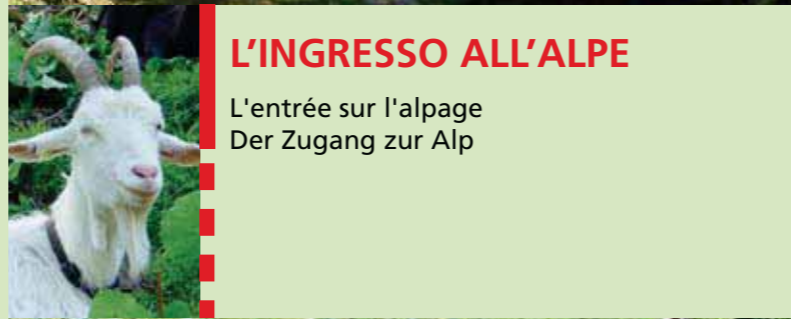 L’INGRESSO ALL’ALPE
L'entrée sur l'alpage
Der Zugang zur Alp